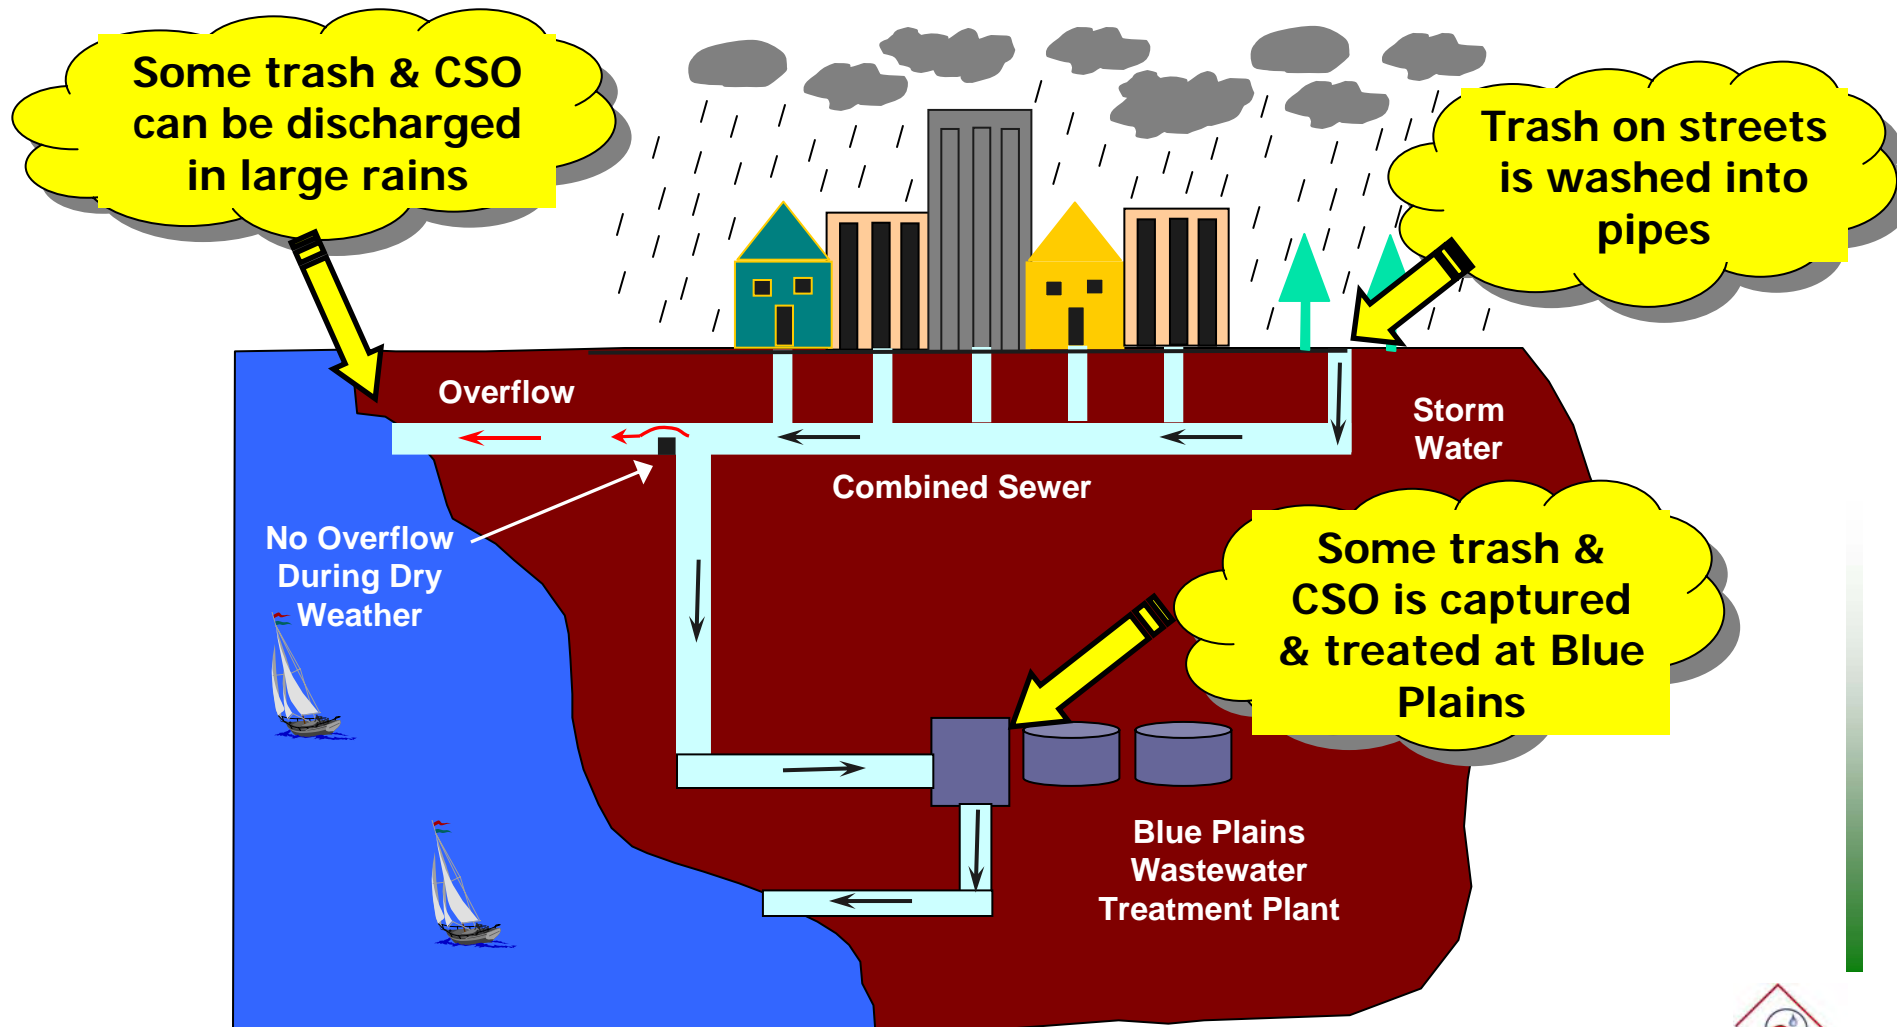 Some trash & CSO
can be discharged
in large rains
Trash on streets
is washed into
pipes
Overflow
Storm
Water
Combined Sewer
No Overflow
During Dry
Weather
Some trash &
CSO is captured
& treated at Blue
Plains
Blue Plains
Wastewater
Treatment Plant